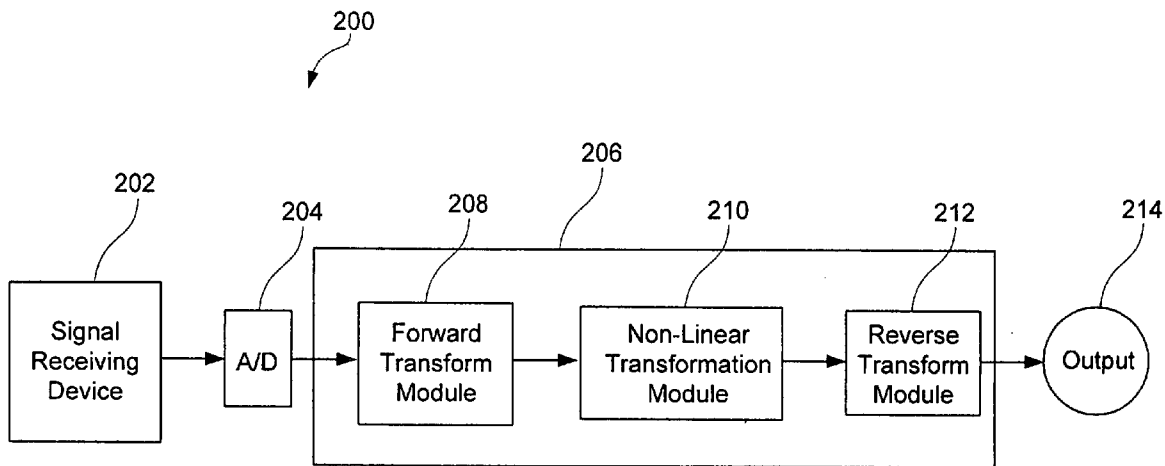 200
206
202
204
208
210
212
214
Signal
Receiving
Device
A/D
Forward
Transform
Module
Non-Linear
Transformation
Module
Reverse
Transform
Module
Output